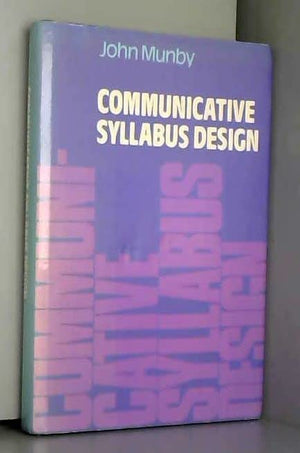 John Munby
COMMUNICATIVE
SYLLABUS DESIGN
COMMUNI-
CATIVE
SYLLABUS
DESIGN